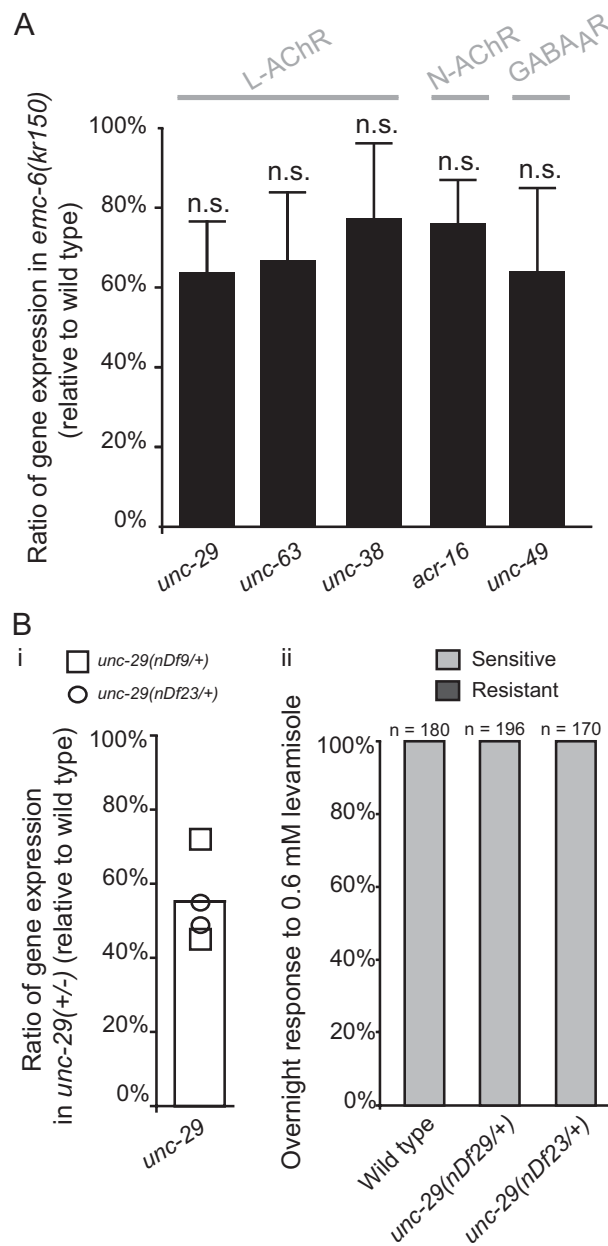 A
L-AChR
N-AChR
GABAAR
Ratio of gene expression in emc-6(kr150)
(relative to wild type)
100%
80%
60%
40%
20%
0%
n.s.
n.s.
n.s.
n.s.
n.s.
unc-29
unc-63
unc-38
acr-16
unc-49
B
i
unc-29(nDf9/+)
unc-29(nDf23/+)
Ratio of gene expression
in unc-29(+/-) (relative to wild type)
100%
80%
60%
40%
20%
0%
unc-29
ii
Sensitive
Resistant
Overnight response to 0.6 mM levamisole
n = 180
n = 196
n = 170
100%
80%
60%
40%
20%
0%
Wild type
unc-29(nDf29/+)
unc-29(nDf23/+)